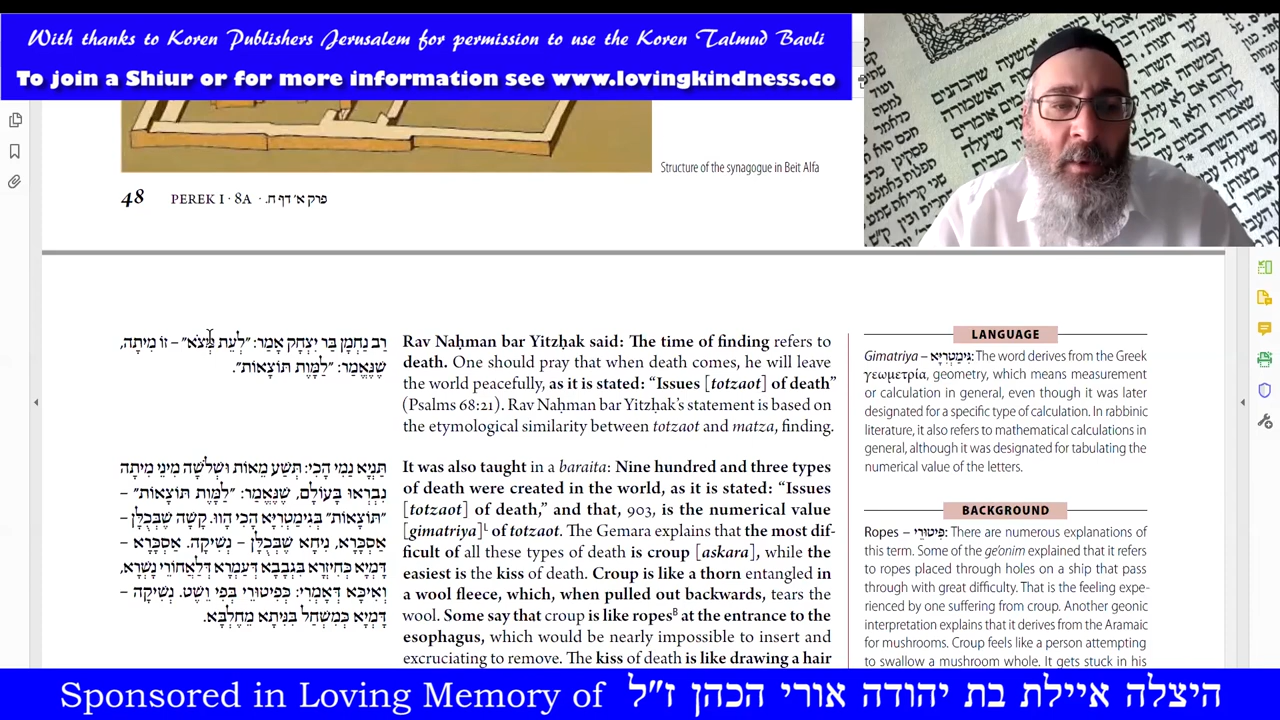 With thanks to Koren Publishers Jerusalem for permission to use the Koren Talmud Bavli
To join a Shiur or for more information see www.lovingkindness.co
Structure of the synagogue in Beit Alfa
48 PEREK I · 8A · פרק א׳ דף ח.
רַב נַחְמָן בַּר יִצְחָק אָמַר: ״לְעֵת מְצֹא״ – זוֹ מִיתָה,
שֶׁנֶּאֱמַר: ״לַמָּוֶת תּוֹצָאוֹת״.
Rav Naḥman bar Yitzḥak said: The time of finding refers to
death. One should pray that when death comes, he will leave
the world peacefully, as it is stated: “Issues [totzaot] of death”
(Psalms 68:21). Rav Naḥman bar Yitzḥak’s statement is based on
the etymological similarity between totzaot and matza, finding.
תַּנְיָא נַמִי הָכִי: תְּשַׁע מֵאוֹת וּשְׁלֹשָׁה מִינֵי מִיתָה
נִבְרְאוּ בָּעוֹלָם, שֶׁנֶּאֱמַר: ״לַמָּוֶת תּוֹצָאוֹת״ –
״תּוֹצָאוֹת״ בְּגִימַטְרִיָּא הָכִי הָווּ. קָשָׁה שֶׁבְּכֻלָּן –
אַסְכָּרָא, נִיחָא שֶׁבְּכֻלָּן – נְשִׁיקָה. אַסְכָּרָא –
דָּמְיָא כְּחִיזְרָא בִּגְבָבָא דְעַמְרָא דִּלְאַחוֹרֵי נַשְׁרָא,
וְאִיכָּא דְּאָמְרִי: כְּפִיטוּרֵי בְּפִי וֵשֶׁט. נְשִׁיקָה –
דָּמְיָא כְּמִשְׁחַל בִּנִיתָא מֵחֲלְבָּא.
It was also taught in a baraita: Nine hundred and three types
of death were created in the world, as it is stated: “Issues
[totzaot] of death,” and that, 903, is the numerical value
[gimatriya]L of totzaot. The Gemara explains that the most dif-
ficult of all these types of death is croup [askara], while the
easiest is the kiss of death. Croup is like a thorn entangled in
a wool fleece, which, when pulled out backwards, tears the
wool. Some say that croup is like ropesB at the entrance to the
esophagus, which would be nearly impossible to insert and
excruciating to remove. The kiss of death is like drawing a hair
LANGUAGE
Gimatriya – גִּימַטְרִיָּא: The word derives from the Greek
γεωμετρία, geometry, which means measurement
or calculation in general, even though it was later
designated for a specific type of calculation. In rabbinic
literature, it also refers to mathematical calculations in
general, although it was designated for tabulating the
numerical value of the letters.
BACKGROUND
Ropes – פִּיטוּרֵי: There are numerous explanations of
this term. Some of the ge’onim explained that it refers
to ropes placed through holes on a ship that pass
through with great difficulty. That is the feeling expe-
rienced by one suffering from croup. Another geonic
interpretation explains that it derives from the Aramaic
for mushrooms. Croup feels like a person attempting
to swallow a mushroom whole. It gets stuck in his
Sponsored in Loving Memory of היצלה איילת בת יהודה אורי הכהן ז"ל